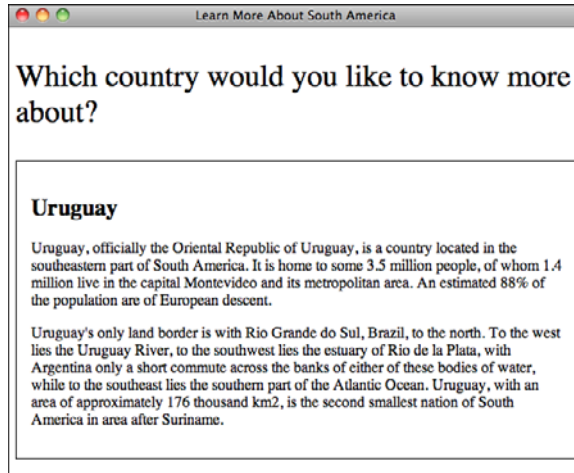 Learn More About South America
Which country would you like to know more
about?
Uruguay
Uruguay, officially the Oriental Republic of Uruguay, is a country located in the
southeastern part of South America. It is home to some 3.5 million people, of whom 1.4
million live in the capital Montevideo and its metropolitan area. An estimated 88% of
the population are of European descent.
Uruguay's only land border is with Rio Grande do Sul, Brazil, to the north. To the west
lies the Uruguay River, to the southwest lies the estuary of Rio de la Plata, with
Argentina only a short commute across the banks of either of these bodies of water,
while to the southeast lies the southern part of the Atlantic Ocean. Uruguay, with an
area of approximately 176 thousand km2, is the second smallest nation of South
America in area after Suriname.